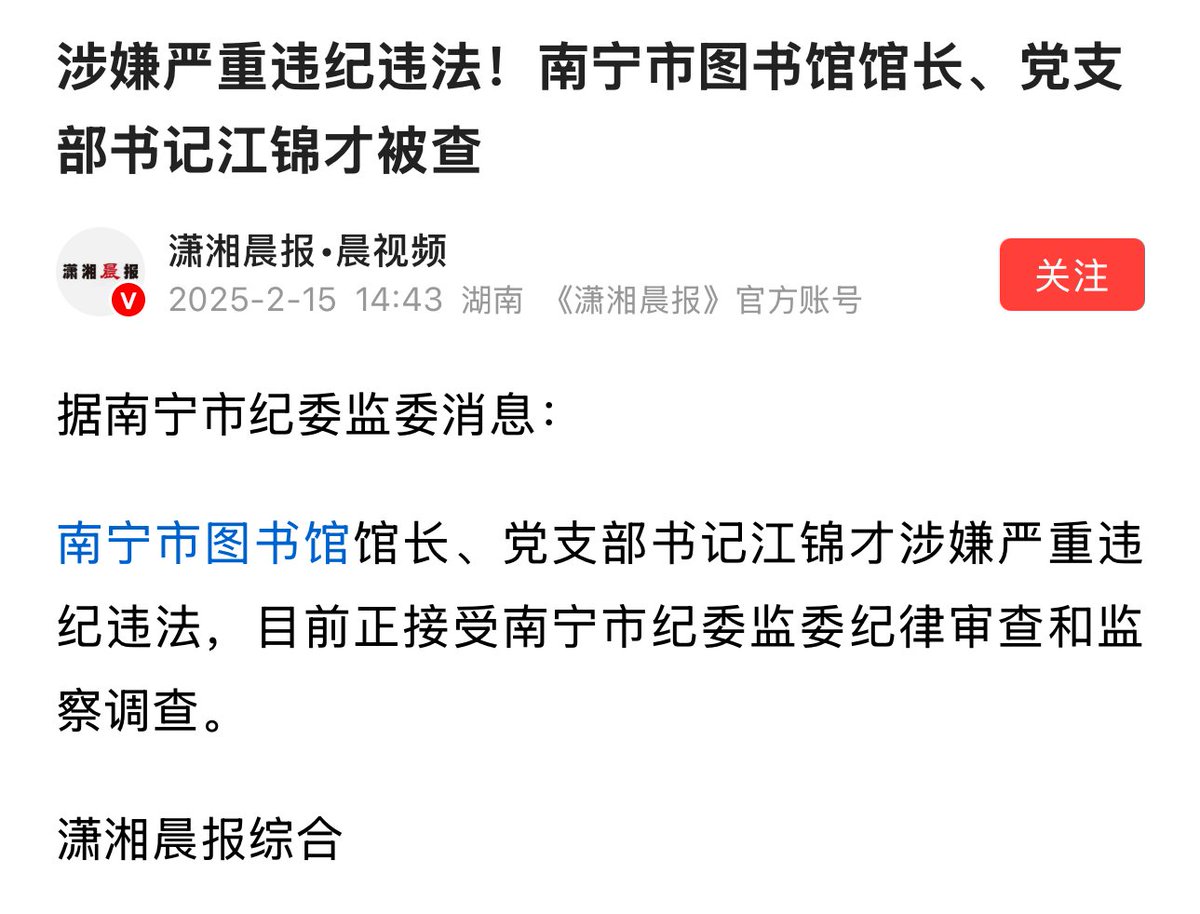 涉嫌严重违纪违法！南宁市图书馆馆长、党支
部书记江锦才被查
潇湘晨报•晨视频
潇湘晨报
V
2025-2-15 14:43 湖南 《潇湘晨报》官方账号
关注
据南宁市纪委监委消息：
南宁市图书馆馆长、党支部书记江锦才涉嫌严重违
纪违法，目前正接受南宁市纪委监委纪律审查和监
察调查。
潇湘晨报综合